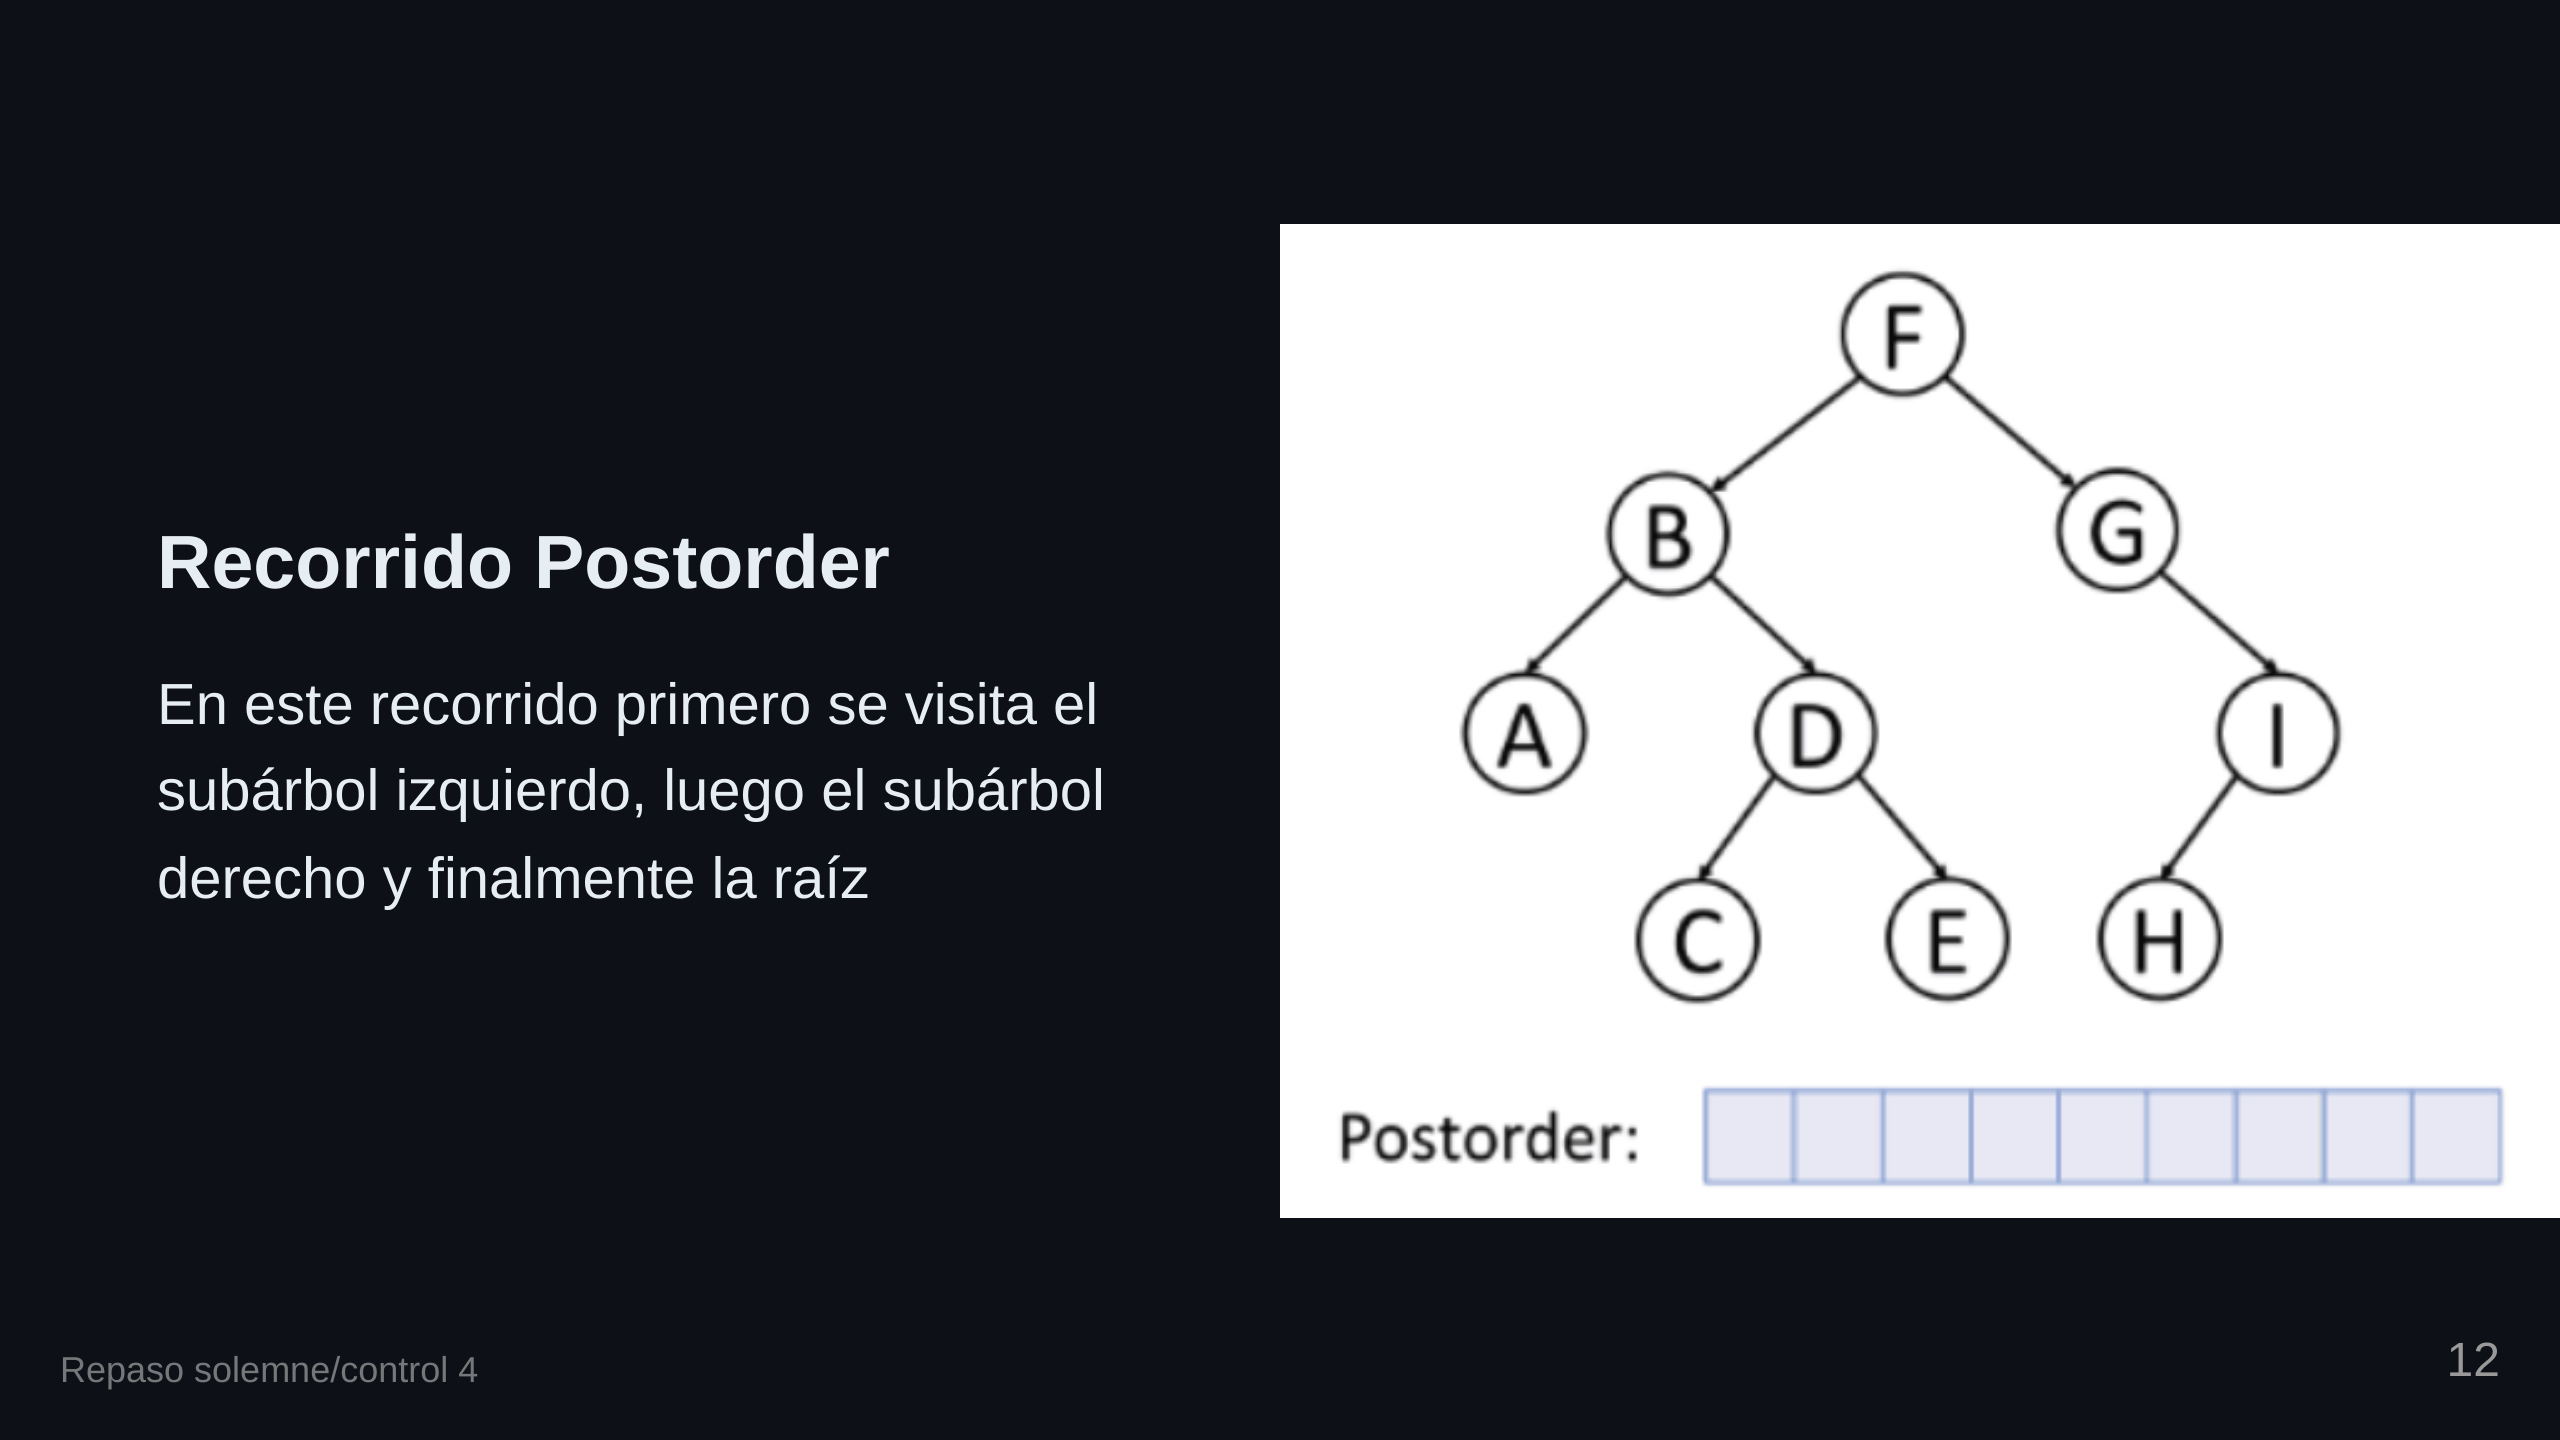 Recorrido Postorder
En este recorrido primero se visita el
subárbol izquierdo, luego el subárbol
derecho y finalmente la raíz
F
B
G
A
D
I
C
E
H
Postorder:
Repaso solemne/control 4
12